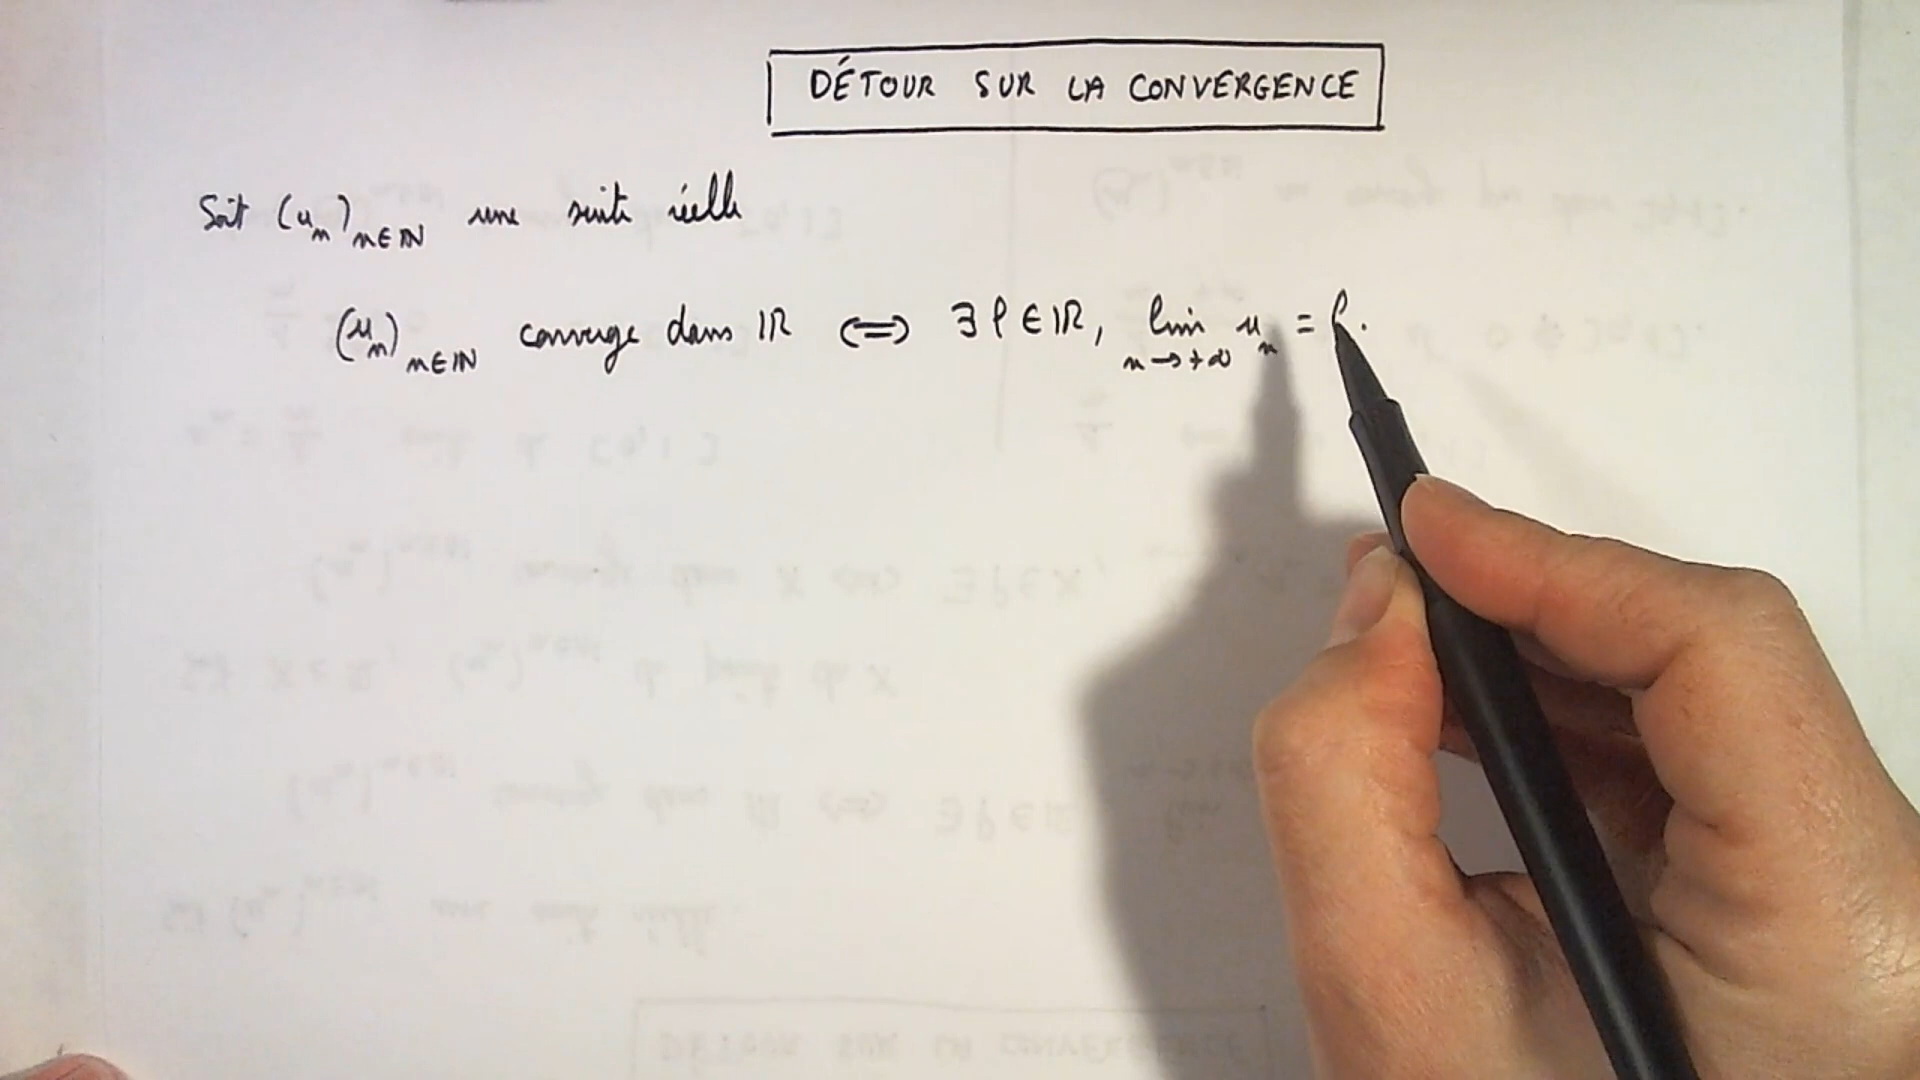 DÉTOUR SUR LA CONVERGENCE
Soit (u_n)_{n∈ℕ} une suite réelle
(u_n)_{n∈ℕ} converge dans ℝ ⟺ ∃ ℓ ∈ ℝ, lim_{n→+∞} u_n = ℓ.